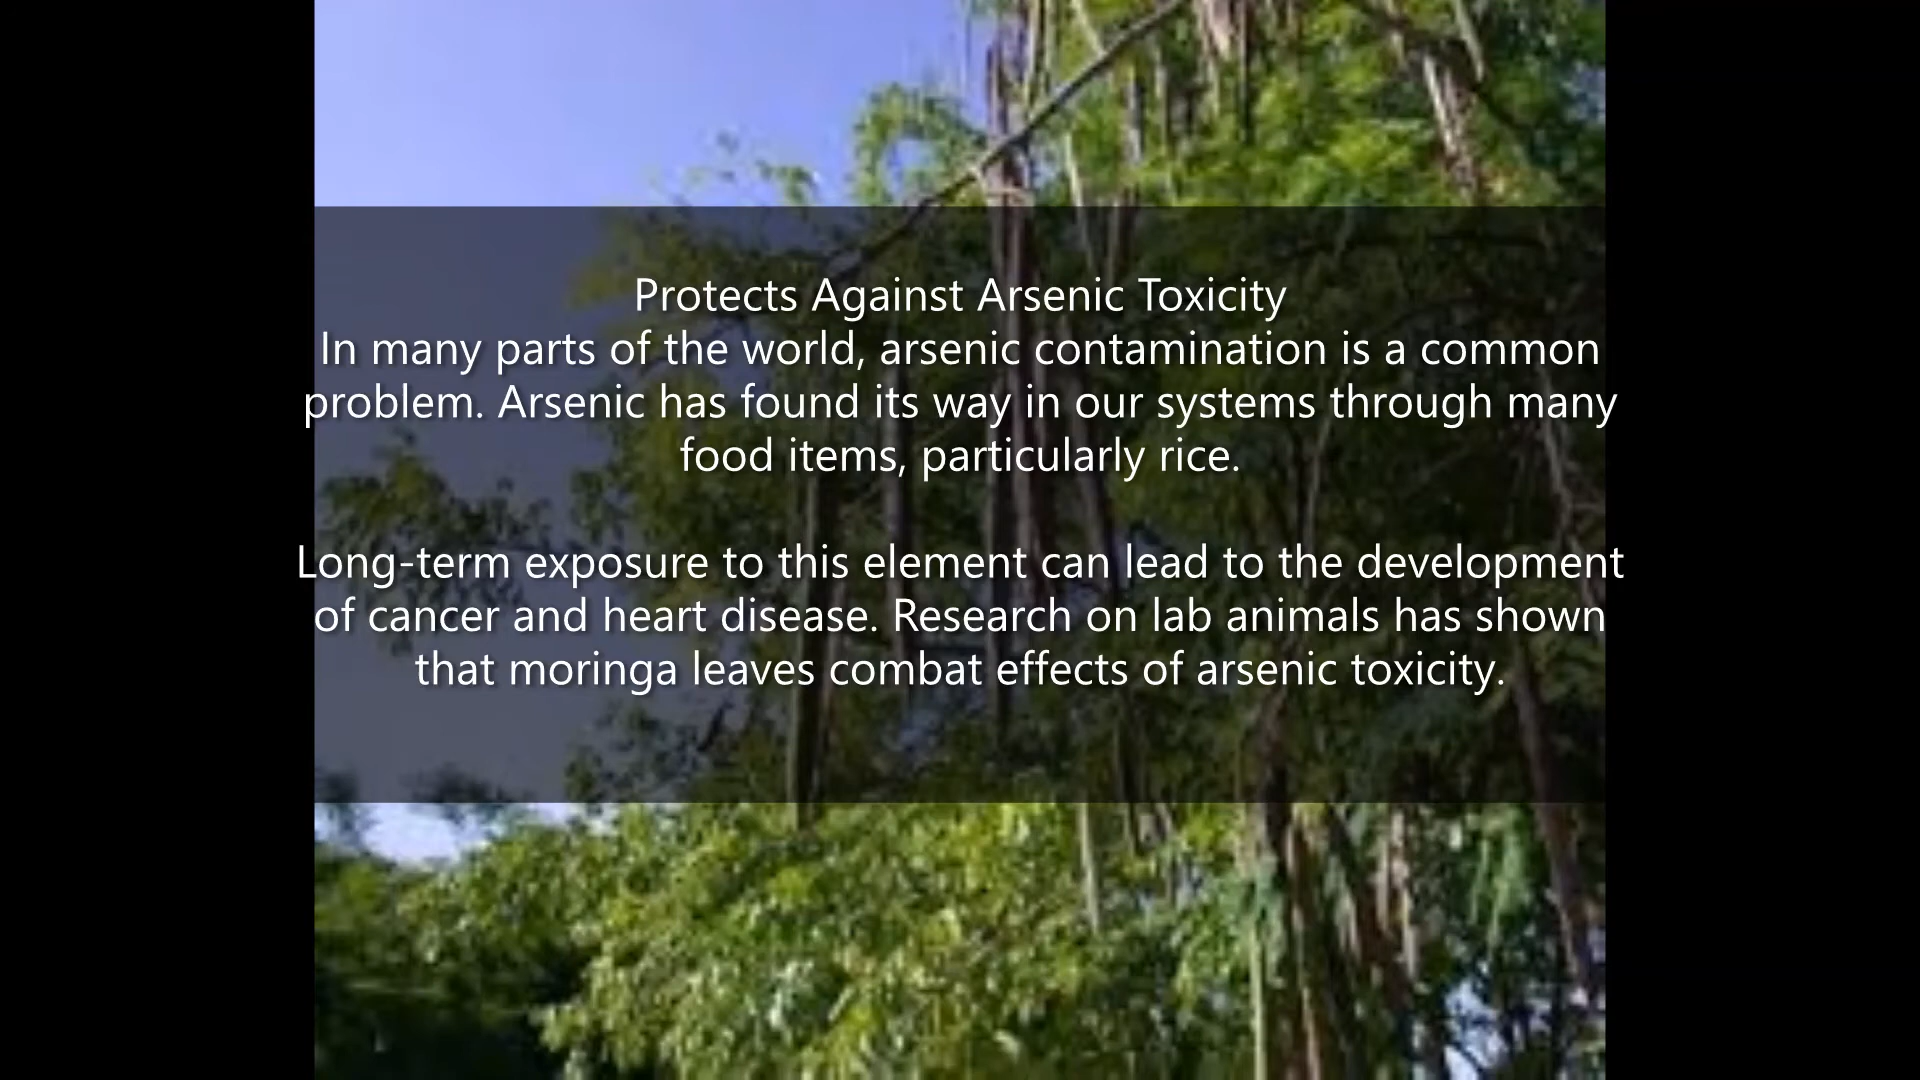 Protects Against Arsenic Toxicity
In many parts of the world, arsenic contamination is a common
problem. Arsenic has found its way in our systems through many
food items, particularly rice.
Long-term exposure to this element can lead to the development
of cancer and heart disease. Research on lab animals has shown
that moringa leaves combat effects of arsenic toxicity.